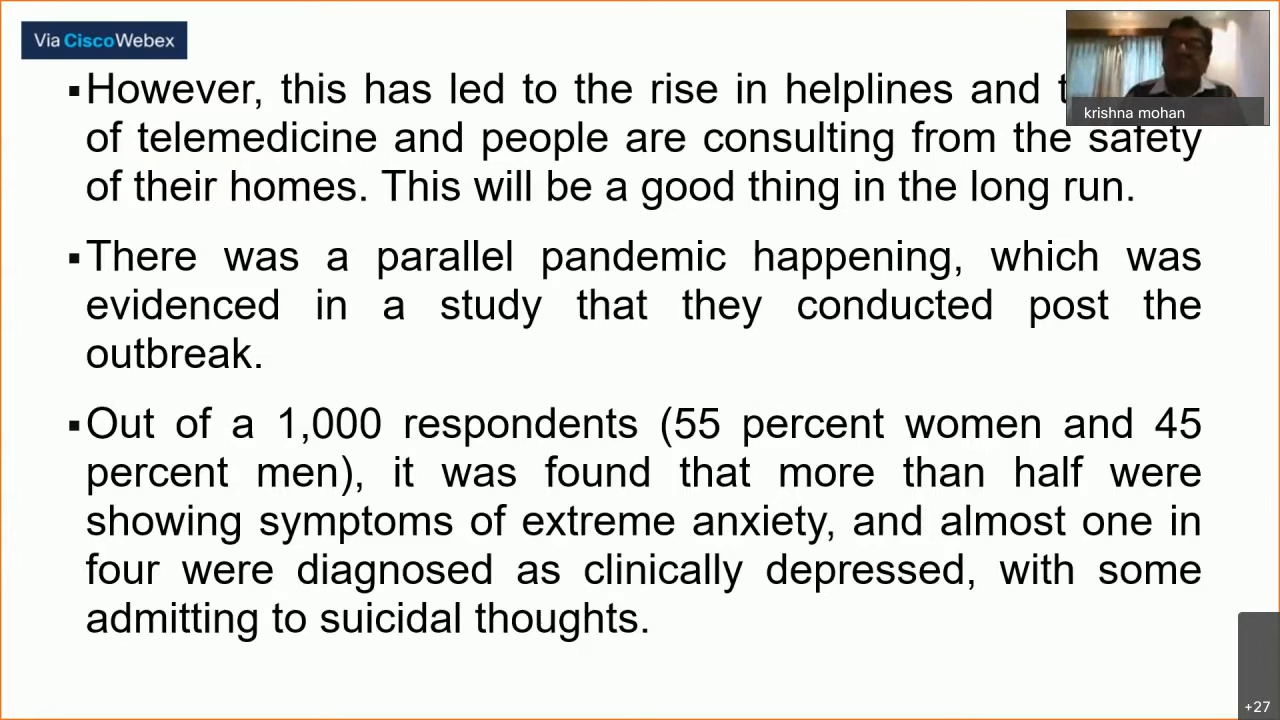 Via CiscoWebex
krishna mohan
▪However, this has led to the rise in helplines and
of telemedicine and people are consulting from the safety
of their homes. This will be a good thing in the long run.
▪There was a parallel pandemic happening, which was
evidenced in a study that they conducted post the
outbreak.
▪Out of a 1,000 respondents (55 percent women and 45
percent men), it was found that more than half were
showing symptoms of extreme anxiety, and almost one in
four were diagnosed as clinically depressed, with some
admitting to suicidal thoughts.
+27